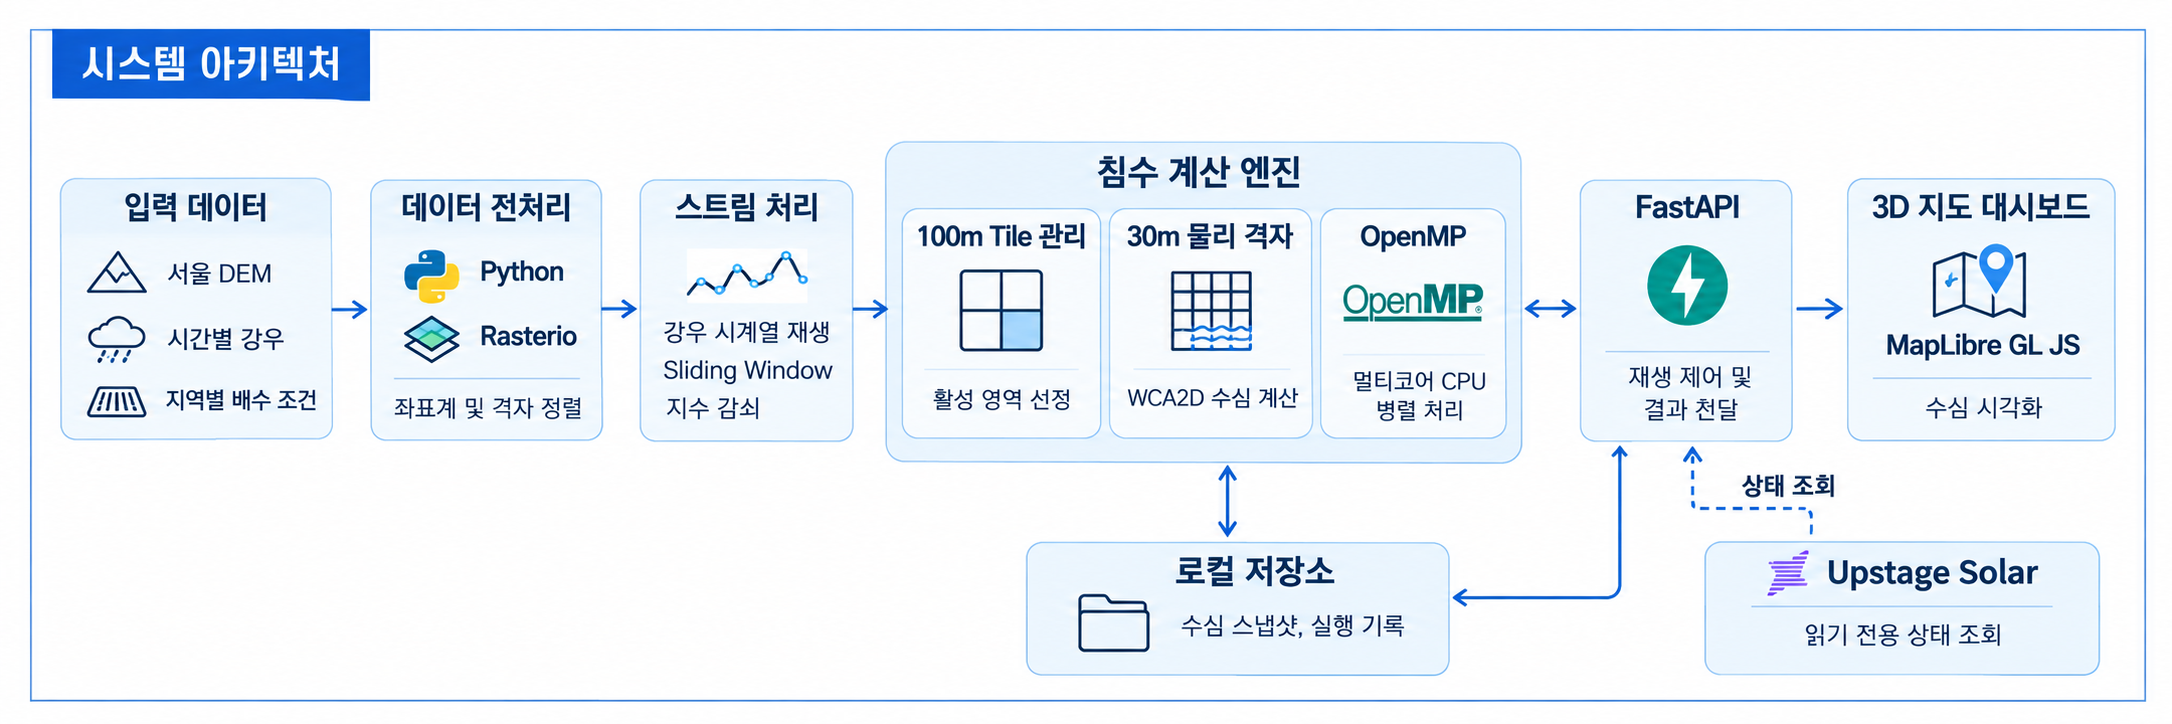 시스템 아키텍처
입력 데이터
서울 DEM
시간별 강우
지역별 배수 조건
데이터 전처리
Python
Rasterio
좌표계 및 격자 정렬
스트림 처리
강우 시계열 재생
Sliding Window
지수 감쇠
침수 계산 엔진
100m Tile 관리
활성 영역 선정
30m 물리 격자
WCA2D 수심 계산
OpenMP
OpenMP®
멀티코어 CPU
병렬 처리
FastAPI
재생 제어 및
결과 전달
3D 지도 대시보드
MapLibre GL JS
수심 시각화
상태 조회
로컬 저장소
수심 스냅샷, 실행 기록
Upstage Solar
읽기 전용 상태 조회